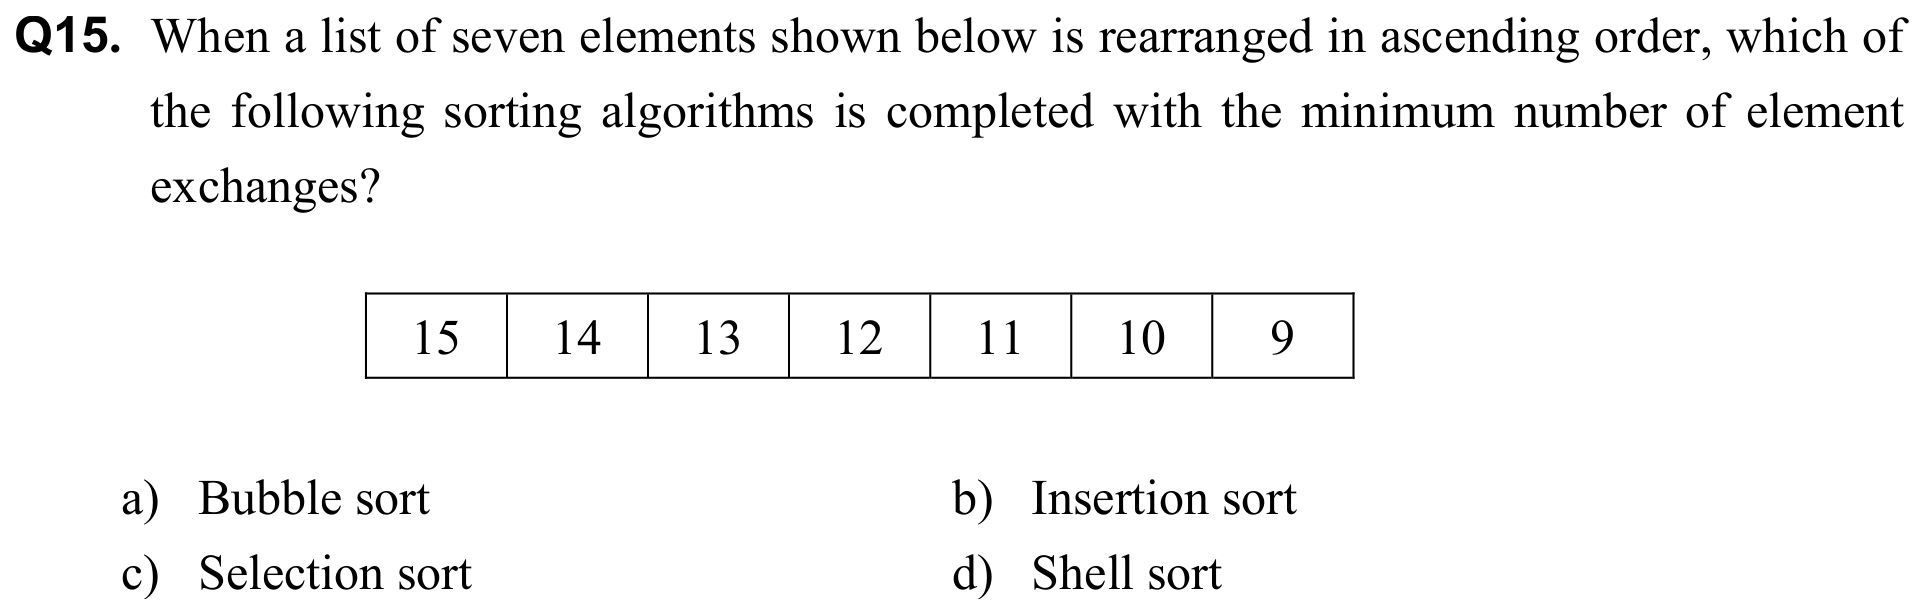 Q15. When a list of seven elements shown below is rearranged in ascending order, which of
the following sorting algorithms is completed with the minimum number of element
exchanges?
15 14 13 12 11 10 9
a) Bubble sort b) Insertion sort
c) Selection sort d) Shell sort